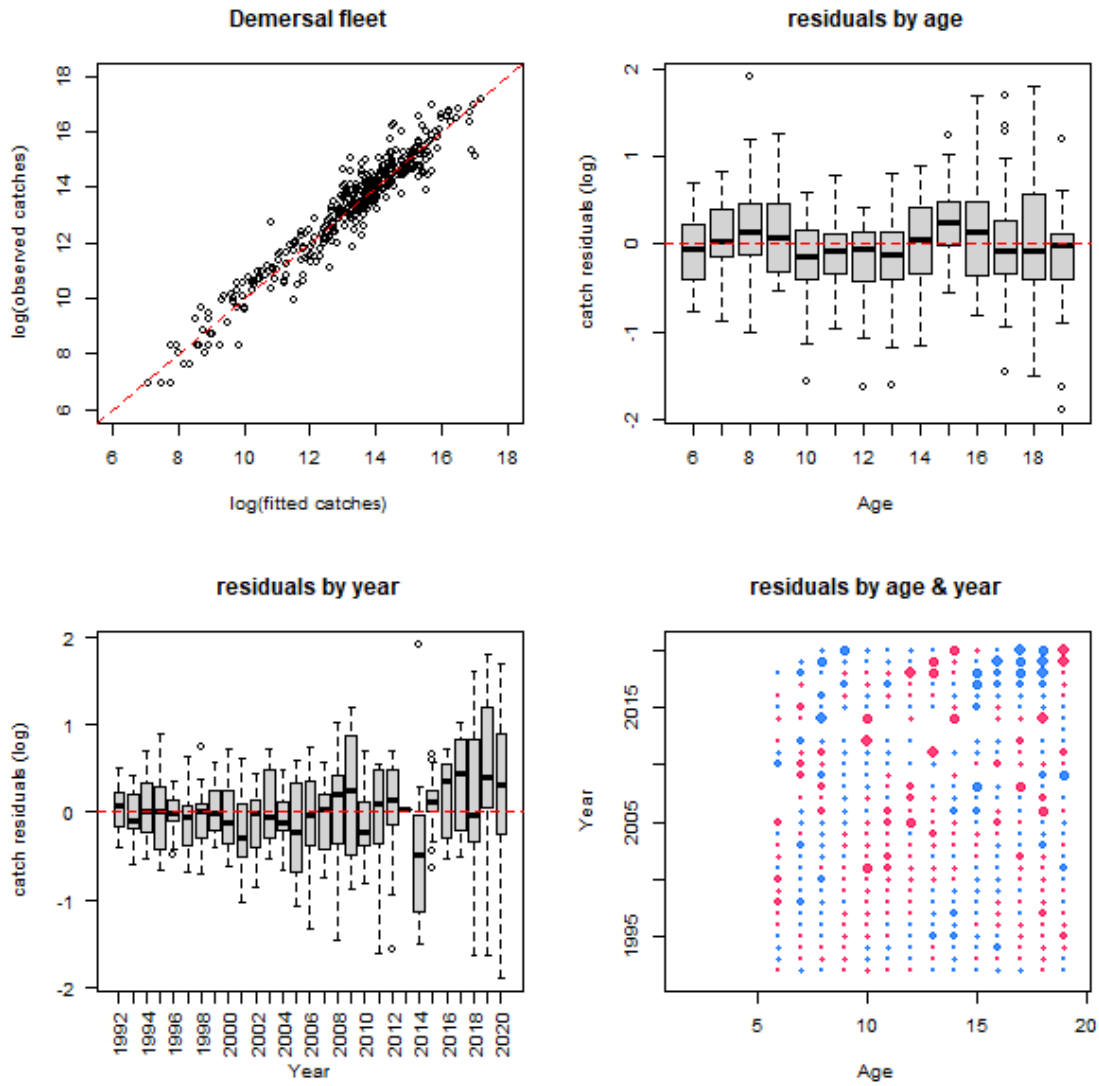 Demersal fleet
log(observed catches)
18
16
14
12
10
8
6
6 8 10 12 14 16 18
log(fitted catches)
residuals by age
catch residuals (log)
2
1
0
-1
-2
6 8 10 12 14 16 18
Age
residuals by year
catch residuals (log)
2
1
0
-1
-2
1992 1994 1996 1998 2000 2002 2004 2006 2008 2010 2012 2014 2016 2018 2020
Year
residuals by age & year
Year
2015
2005
1995
5 10 15 20
Age